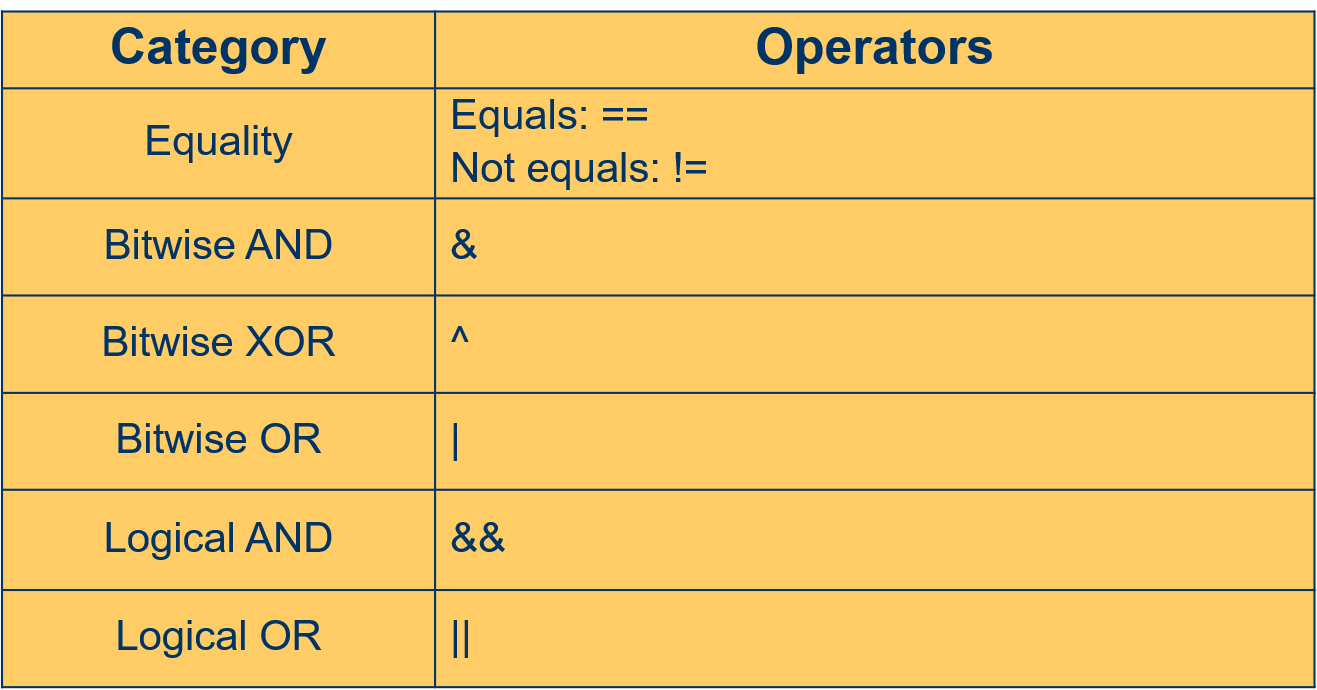 Category Operators
Equality
Equals: ==
Not equals: !=
Bitwise AND &
Bitwise XOR ^
Bitwise OR |
Logical AND &&
Logical OR ||